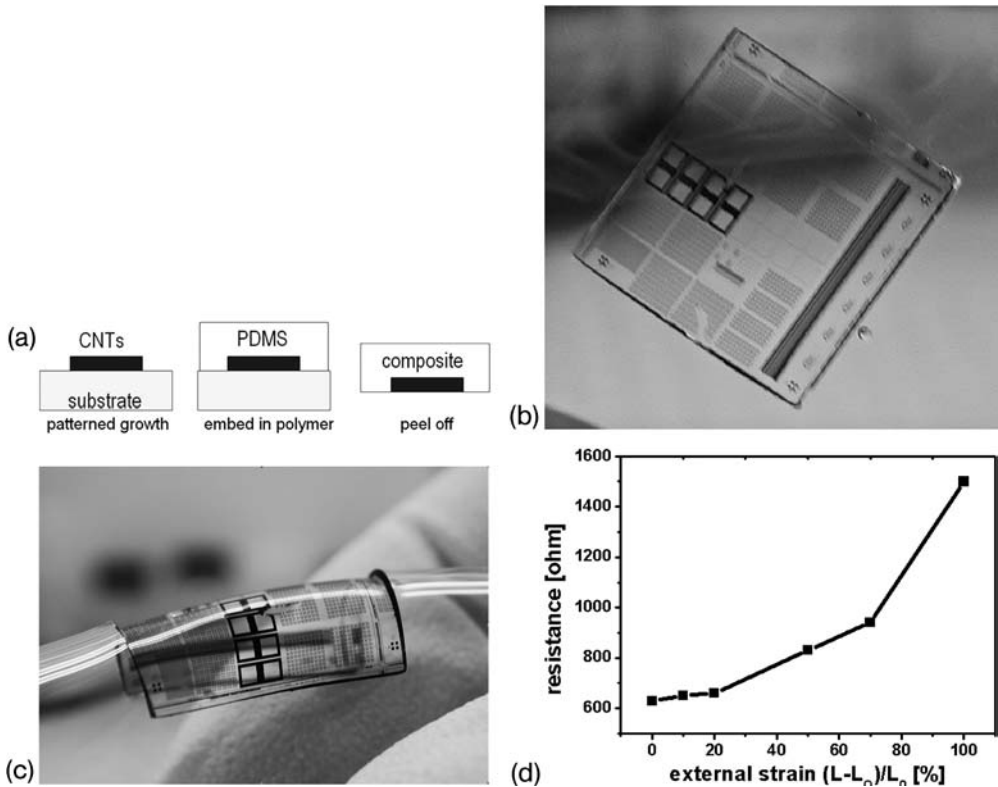 (a)
CNTs
substrate
patterned growth
PDMS
embed in polymer
composite
peel off
(b)
(c)
(d)
1600
1400
1200
1000
800
600
resistance [ohm]
0 20 40 60 80 100
external strain (L-L₀)/L₀ [%]